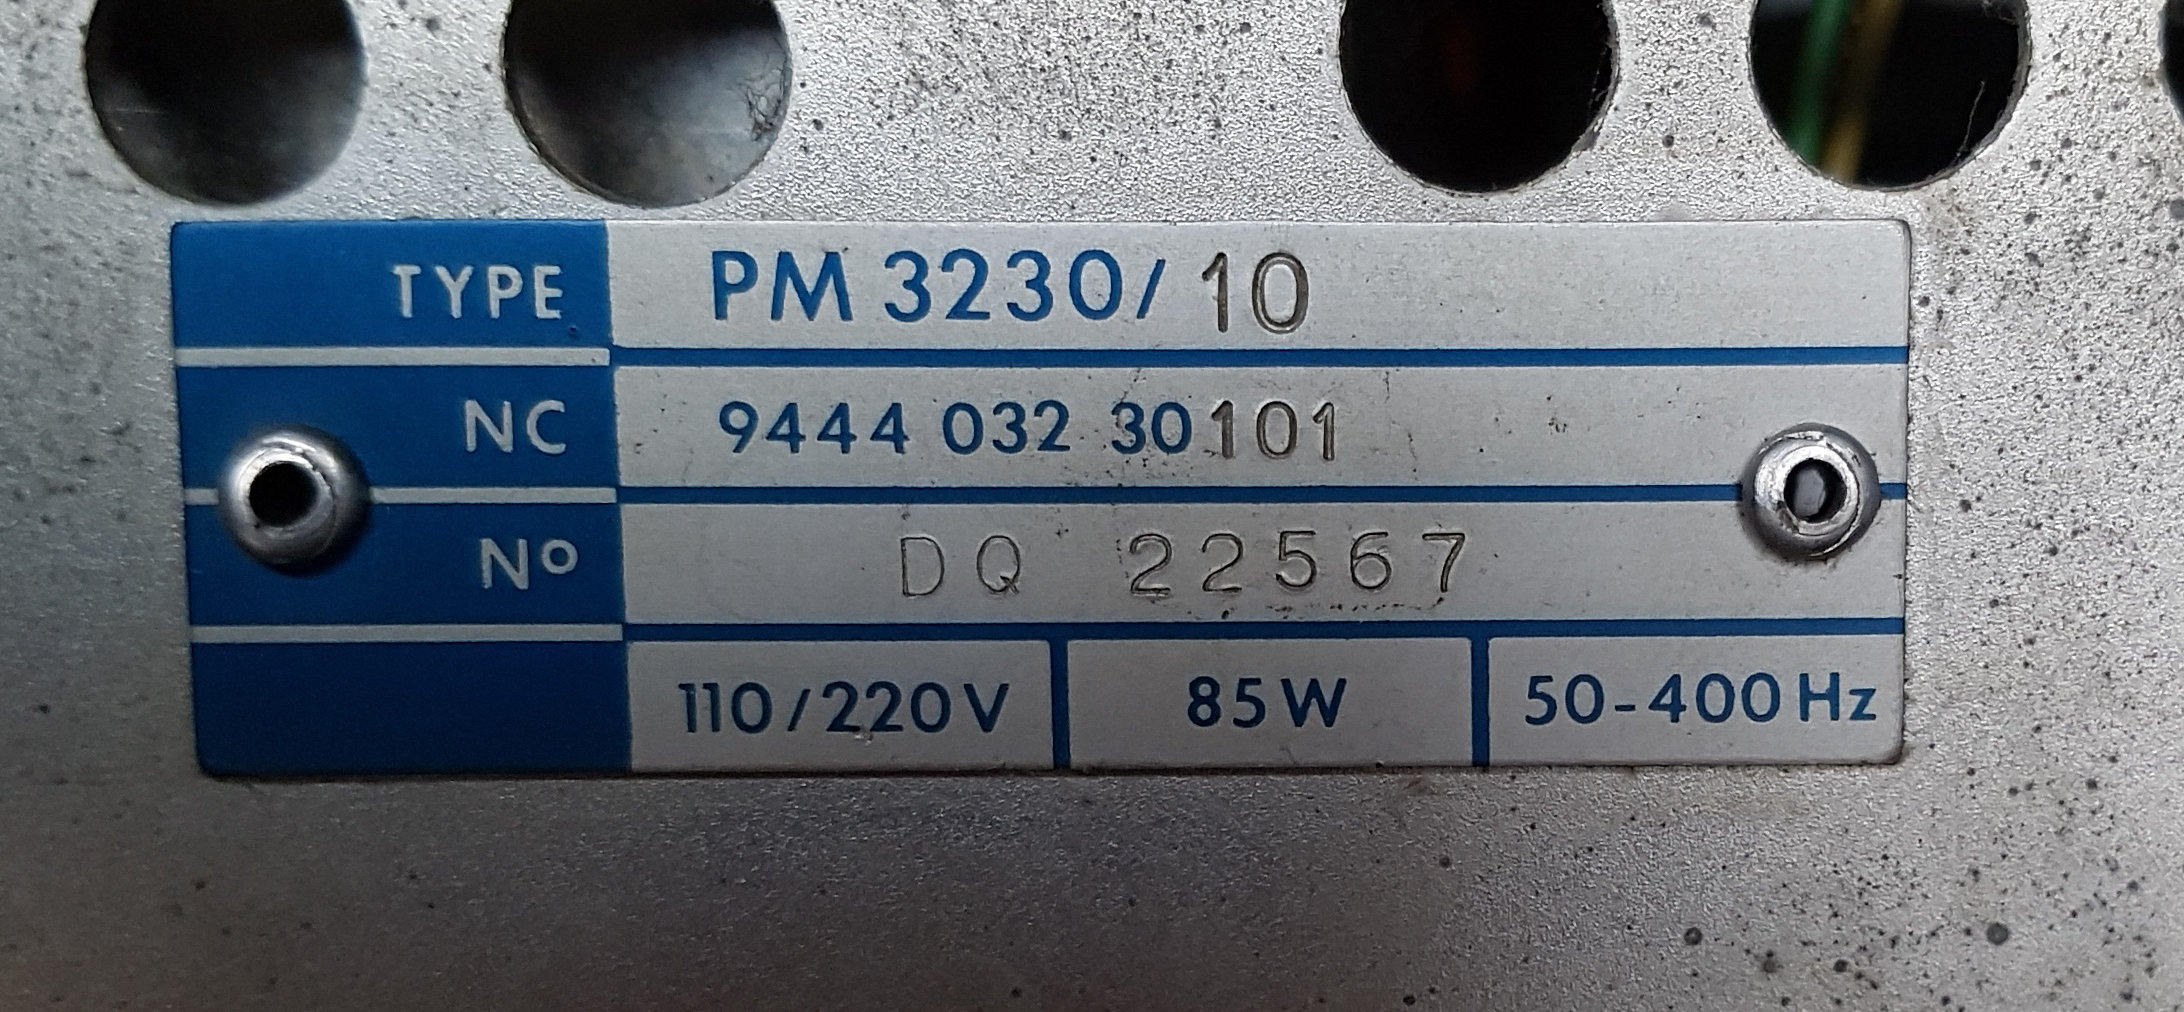 TYPE PM 3230/10
NC 9444 032 30101
Nº DQ 22567
110/220V 85W 50-400Hz